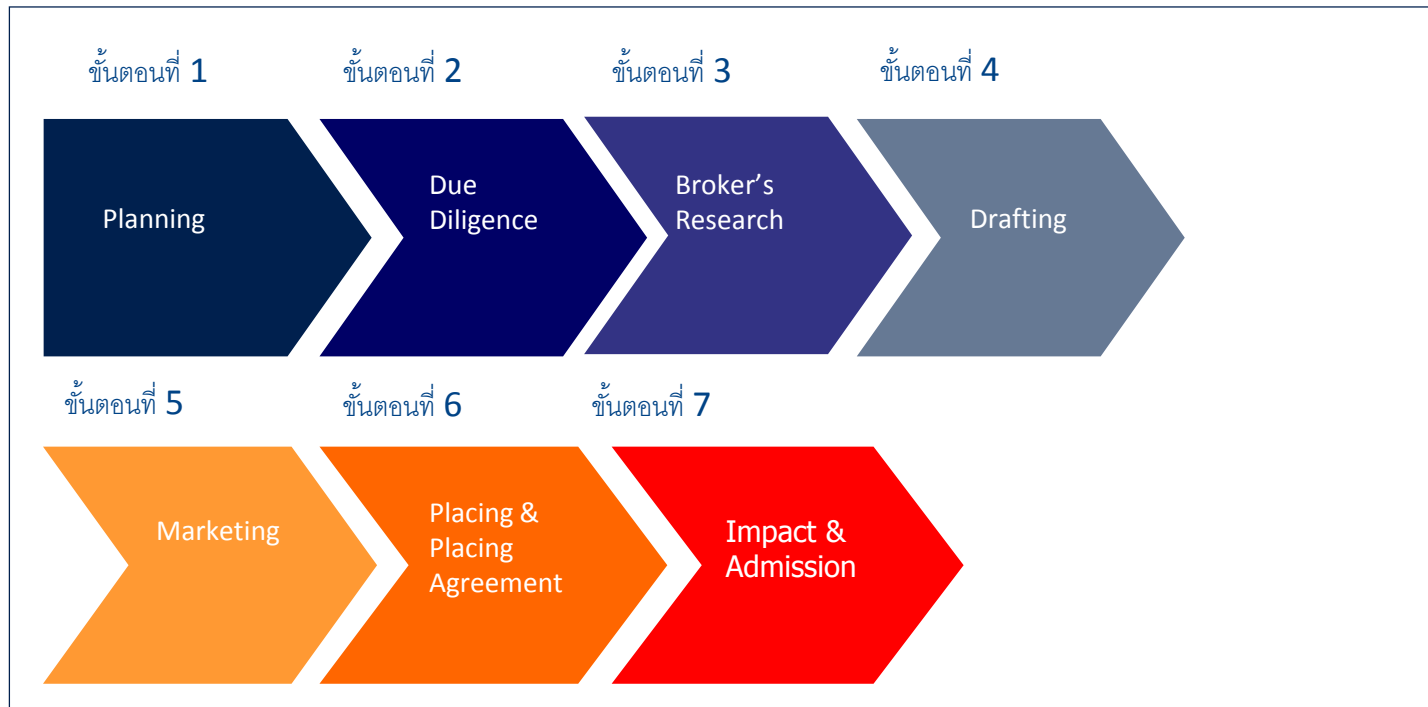 ขั้นตอนที่ 1
ขั้นตอนที่ 2
ขั้นตอนที่ 3
ขั้นตอนที่ 4
Planning
Due
Diligence
Broker’s
Research
Drafting
ขั้นตอนที่ 5
ขั้นตอนที่ 6
ขั้นตอนที่ 7
Marketing
Placing &
Placing
Agreement
Impact &
Admission